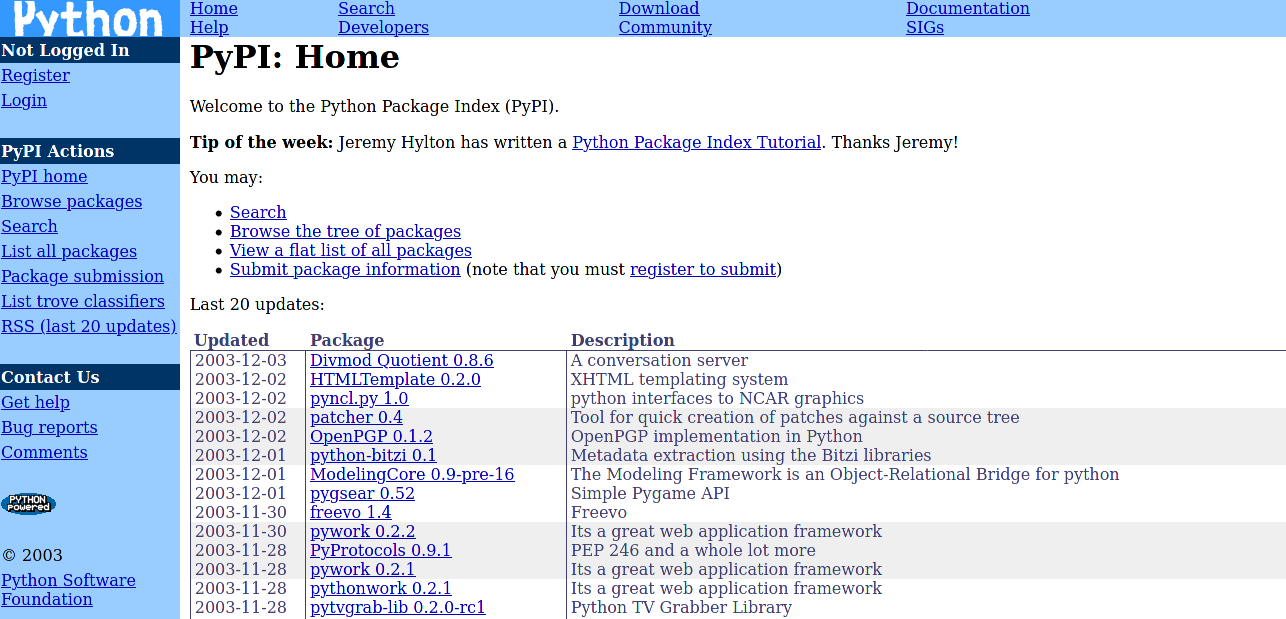 Python
Home Search Download Documentation
Help Developers Community SIGs
Not Logged In
Register
Login
PyPI Actions
PyPI home
Browse packages
Search
List all packages
Package submission
List trove classifiers
RSS (last 20 updates)
Contact Us
Get help
Bug reports
Comments
PYTHON
Powered
© 2003
Python Software
Foundation
PyPI: Home
Welcome to the Python Package Index (PyPI).
Tip of the week: Jeremy Hylton has written a Python Package Index Tutorial. Thanks Jeremy!
You may:
• Search
• Browse the tree of packages
• View a flat list of all packages
• Submit package information (note that you must register to submit)
Last 20 updates:
Updated Package Description
2003-12-03 Divmod Quotient 0.8.6 A conversation server
2003-12-02 HTMLTemplate 0.2.0 XHTML templating system
2003-12-02 pyncl.py 1.0 python interfaces to NCAR graphics
2003-12-02 patcher 0.4 Tool for quick creation of patches against a source tree
2003-12-02 OpenPGP 0.1.2 OpenPGP implementation in Python
2003-12-01 python-bitzi 0.1 Metadata extraction using the Bitzi libraries
2003-12-01 ModelingCore 0.9-pre-16 The Modeling Framework is an Object-Relational Bridge for python
2003-12-01 pygsear 0.52 Simple Pygame API
2003-11-30 freevo 1.4 Freevo
2003-11-30 pywork 0.2.2 Its a great web application framework
2003-11-28 PyProtocols 0.9.1 PEP 246 and a whole lot more
2003-11-28 pywork 0.2.1 Its a great web application framework
2003-11-28 pythonwork 0.2.1 Its a great web application framework
2003-11-28 pytvgrab-lib 0.2.0-rc1 Python TV Grabber Library